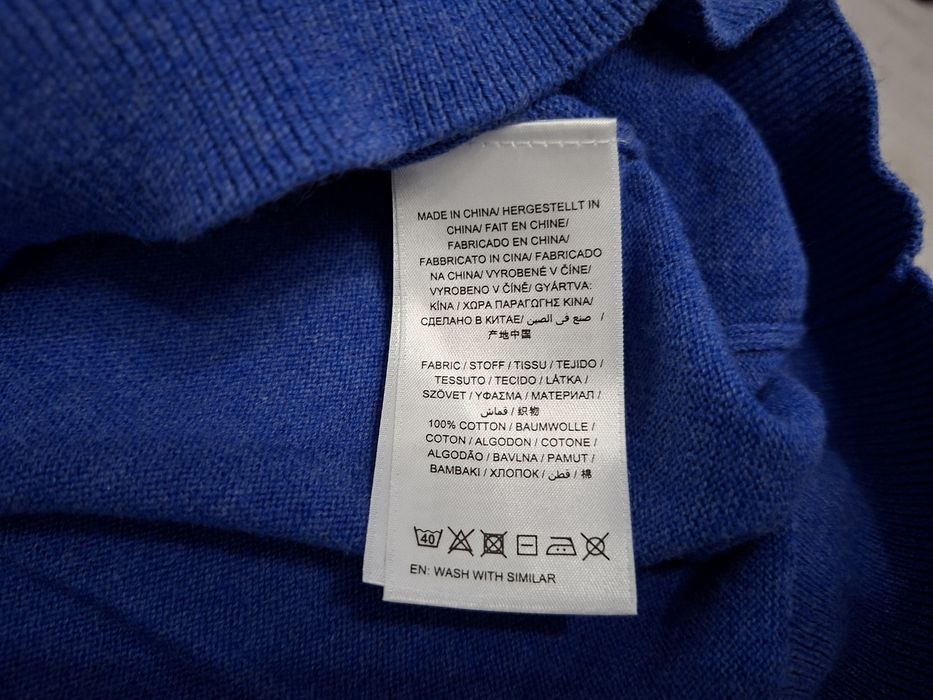 MADE IN CHINA/ HERGESTELLT IN
CHINA/ FAIT EN CHINE/
FABRICADO EN CHINA/
FABBRICATO IN CINA/ FABRICADO
NA CHINA/ VYROBENÉ V ČÍNE/
VYROBENO V ČÍNĚ/ GYÁRTVA:
KÍNA / ΧΩΡΑ ΠΑΡΑΓΩΓΗΣ ΚΙΝΑ/
СДЕЛАНО В КИТАЕ/ صنع في الصين /
产地中国
FABRIC / STOFF / TISSU / TEJIDO /
TESSUTO / TECIDO / LÁTKA /
SZÖVET / ΥΦΑΣΜΑ / МАТЕРИАЛ /
قماش / 织物
100% COTTON / BAUMWOLLE /
COTON / ALGODON / COTONE /
ALGODÃO / BAVLNA / PAMUT /
ΒΑΜΒΑΚΙ / ХЛОПОК / قطن / 棉
40
EN: WASH WITH SIMILAR